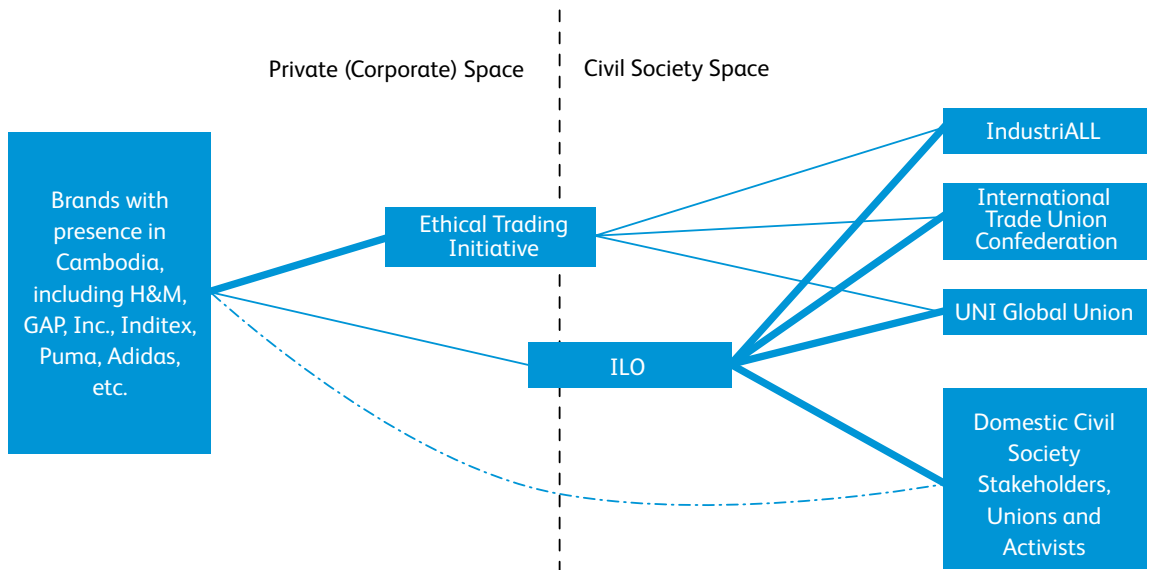 Private (Corporate) Space
Civil Society Space
Brands with
presence in
Cambodia,
including H&M,
GAP, Inc., Inditex,
Puma, Adidas,
etc.
Ethical Trading
Initiative
ILO
IndustriALL
International
Trade Union
Confederation
UNI Global Union
Domestic Civil
Society
Stakeholders,
Unions and
Activists